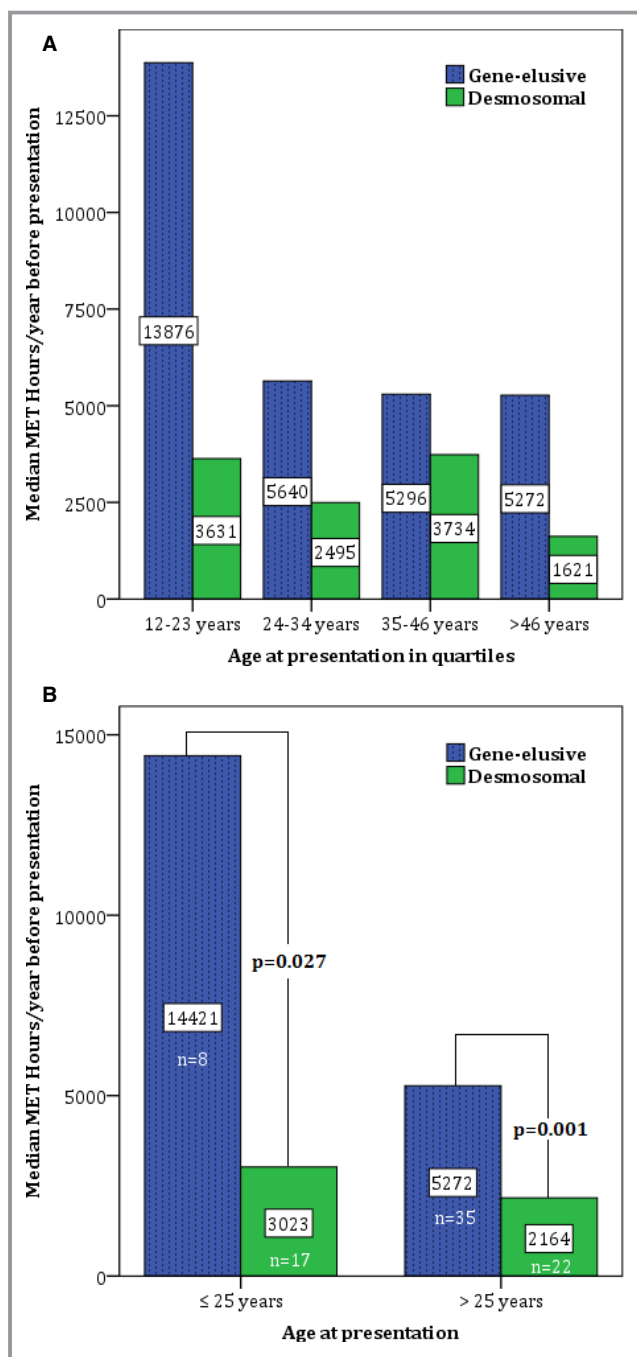 A
Gene-elusive
Desmosomal
Median MET Hours/year before presentation
12500
10000
7500
5000
2500
0
13876
3631
5640
2495
5296
3734
5272
1621
12-23 years 24-34 years 35-46 years >46 years
Age at presentation in quartiles
B
Gene-elusive
Desmosomal
Median MET Hours/year before presentation
15000
10000
5000
0
p=0.027
14421
n=8
3023
n=17
p=0.001
5272
n=35
2164
n=22
≤ 25 years > 25 years
Age at presentation